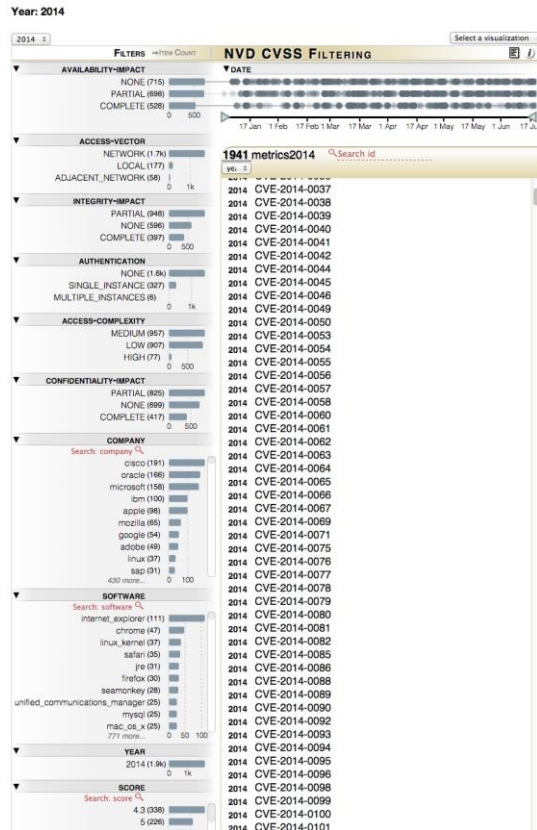 Year: 2014
2014
Select a visualization
FILTERS →ITEM COUNT
NVD CVSS FILTERING
AVAILABILITY-IMPACT
NONE (715)
PARTIAL (698)
COMPLETE (528)
0 500
DATE
17 Jan 1 Feb 17 Feb 1 Mar 17 Mar 1 Apr 17 Apr 1 May 17 May 1 Jun 17 Ju
ACCESS-VECTOR
NETWORK (1.7k)
LOCAL (177)
ADJACENT_NETWORK (58)
0 1k
INTEGRITY-IMPACT
PARTIAL (948)
NONE (596)
COMPLETE (397)
0 500
AUTHENTICATION
NONE (1.6k)
SINGLE_INSTANCE (327)
MULTIPLE_INSTANCES (6)
0 1k
ACCESS-COMPLEXITY
MEDIUM (957)
LOW (907)
HIGH (77)
0 500
CONFIDENTIALITY-IMPACT
PARTIAL (825)
NONE (699)
COMPLETE (417)
0 500
COMPANY
Search: company
cisco (191)
oracle (166)
microsoft (158)
ibm (100)
apple (98)
mozilla (65)
google (54)
adobe (49)
linux (37)
sap (31)
430 more...
0 100
SOFTWARE
Search: software
internet_explorer (111)
chrome (47)
linux_kernel (37)
safari (35)
jre (31)
firefox (30)
seamonkey (28)
unified_communications_manager (25)
mysql (25)
mac_os_x (25)
771 more...
0 50 100
YEAR
2014 (1.9k)
0 1k
SCORE
Search: score
4.3 (338)
5 (226)
1941 metrics2014 Search id
2014 CVE-2014-0037
2014 CVE-2014-0038
2014 CVE-2014-0039
2014 CVE-2014-0040
2014 CVE-2014-0041
2014 CVE-2014-0042
2014 CVE-2014-0044
2014 CVE-2014-0045
2014 CVE-2014-0046
2014 CVE-2014-0049
2014 CVE-2014-0050
2014 CVE-2014-0053
2014 CVE-2014-0054
2014 CVE-2014-0055
2014 CVE-2014-0056
2014 CVE-2014-0057
2014 CVE-2014-0058
2014 CVE-2014-0060
2014 CVE-2014-0061
2014 CVE-2014-0062
2014 CVE-2014-0063
2014 CVE-2014-0064
2014 CVE-2014-0065
2014 CVE-2014-0066
2014 CVE-2014-0067
2014 CVE-2014-0069
2014 CVE-2014-0071
2014 CVE-2014-0075
2014 CVE-2014-0076
2014 CVE-2014-0077
2014 CVE-2014-0078
2014 CVE-2014-0079
2014 CVE-2014-0080
2014 CVE-2014-0081
2014 CVE-2014-0082
2014 CVE-2014-0085
2014 CVE-2014-0086
2014 CVE-2014-0088
2014 CVE-2014-0089
2014 CVE-2014-0090
2014 CVE-2014-0092
2014 CVE-2014-0093
2014 CVE-2014-0094
2014 CVE-2014-0095
2014 CVE-2014-0096
2014 CVE-2014-0098
2014 CVE-2014-0099
2014 CVE-2014-0100
2014 CVE-2014-0101